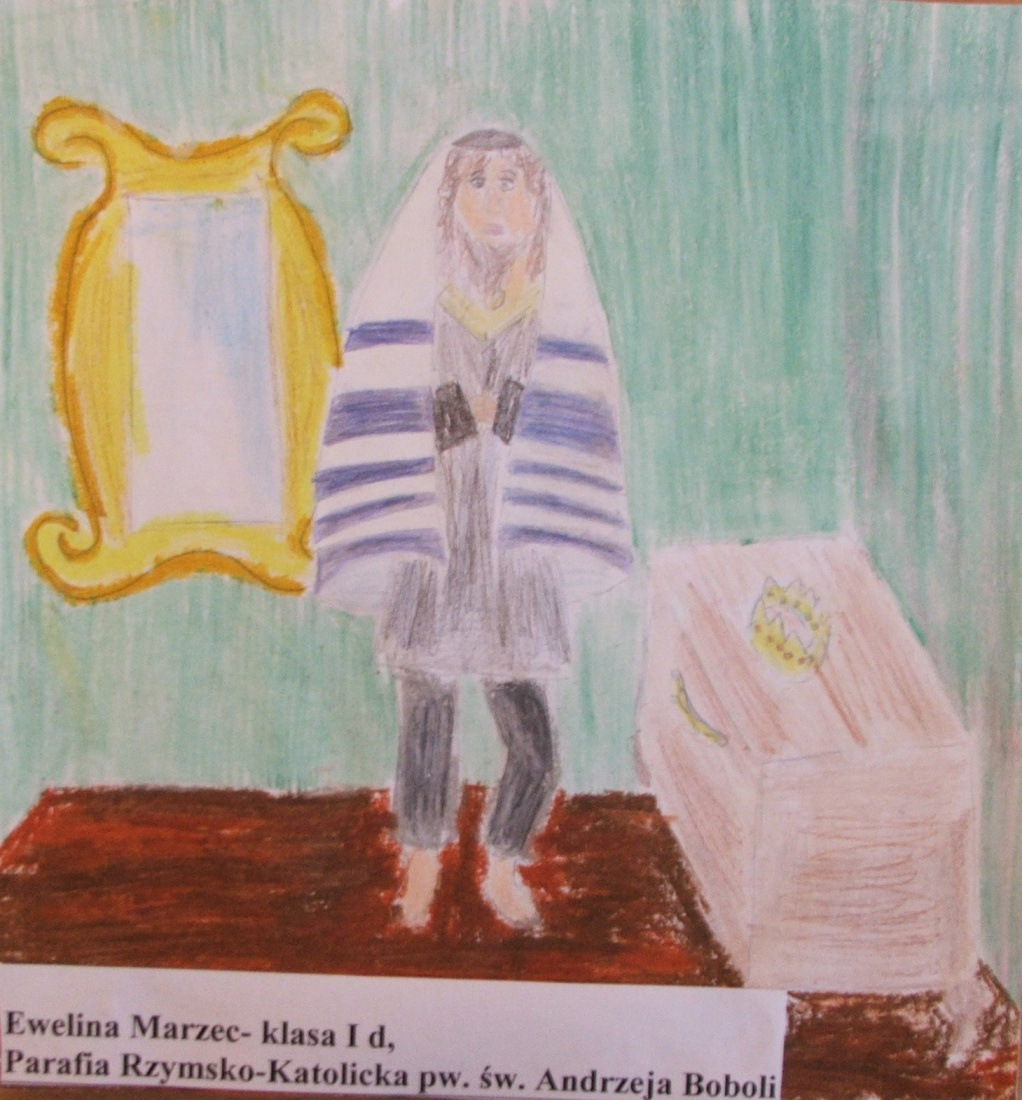 Ewelina Marzec- klasa I d,
Parafia Rzymsko-Katolicka pw. św. Andrzeja Boboli